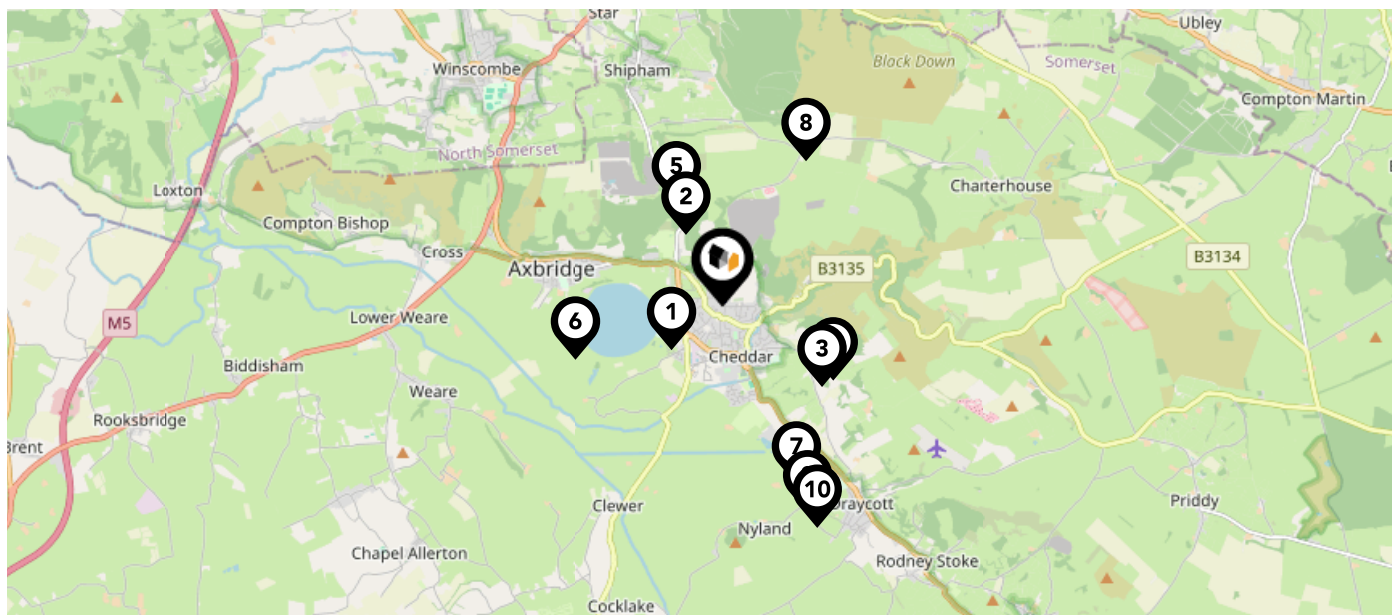 Star
Ubley
Winscombe
Shipham
Black Down
Somerset
Compton Martin
8
North Somerset
5
Loxton
2
Charterhouse
Compton Bishop
Cross
Axbridge
B3135
B3134
M5
Lower Weare
6
1
3
Cheddar
Biddisham
Weare
Rooksbridge
Brent
7
10
Clewer
Draycott
Priddy
Nyland
Chapel Allerton
Rodney Stoke
Cocklake